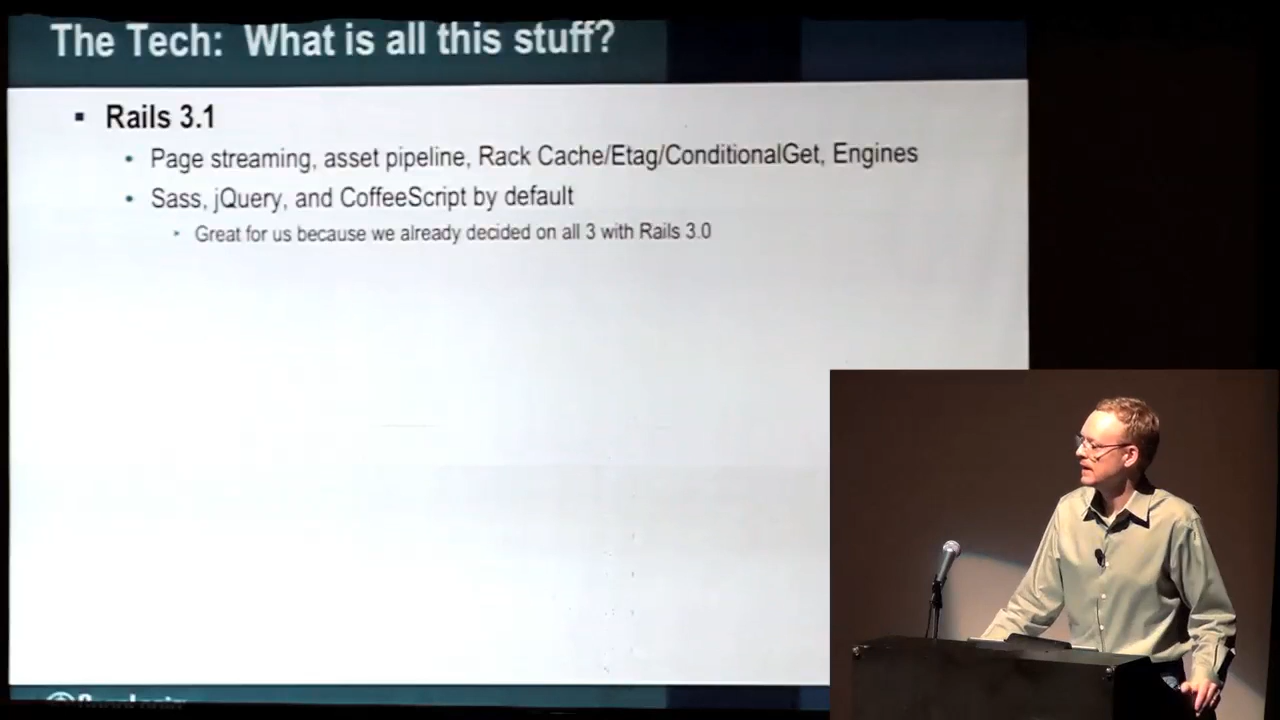 The Tech: What is all this stuff?
Rails 3.1
Page streaming, asset pipeline, Rack Cache/Etag/ConditionalGet, Engines
Sass, jQuery, and CoffeeScript by default
Great for us because we already decided on all 3 with Rails 3.0